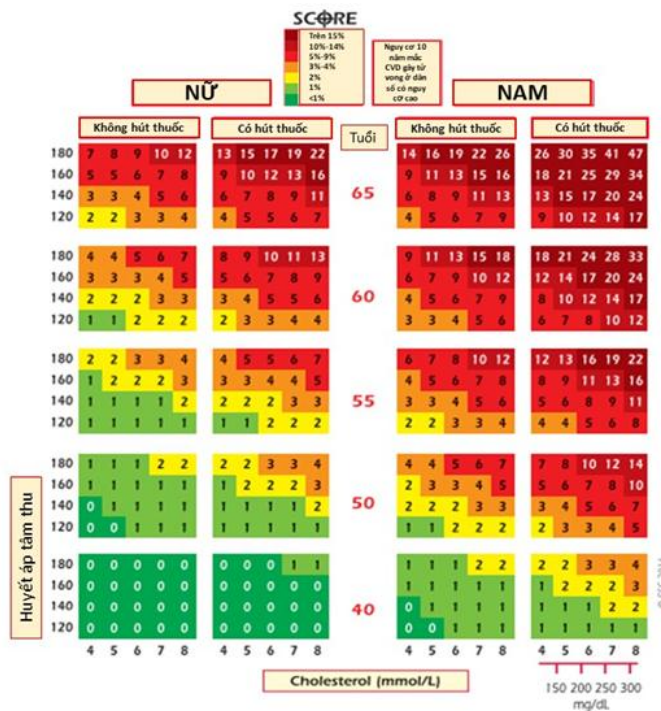 SCORE
Trên 15%
10%-14%
5%-9%
3%-4%
2%
1%
<1%
Nguy cơ 10
năm mắc
CVD gây tử
vong ở dân
số có nguy
cơ cao
NỮ
NAM
Không hút thuốc
Có hút thuốc
Tuổi
Không hút thuốc
Có hút thuốc
180 7 8 9 10 12 13 15 17 19 22 14 16 19 22 26 26 30 35 41 47
160 5 5 6 7 8 9 10 12 13 16 9 11 13 15 16 18 21 25 29 34
65
140 3 3 4 5 6 6 7 8 9 11 6 8 9 11 13 13 15 17 20 24
120 2 2 3 3 4 4 5 5 6 7 4 5 6 7 9 9 10 12 14 17
180 4 4 5 6 7 8 9 10 11 13 9 11 13 15 18 18 21 24 28 33
160 3 3 3 4 5 5 6 7 8 9 6 7 9 10 12 12 14 17 20 24
60
140 2 2 2 3 3 3 4 5 5 6 4 5 6 7 9 8 10 12 14 17
120 1 1 2 2 2 2 3 3 4 4 3 3 4 5 6 6 7 8 10 12
180 2 2 3 3 4 4 5 5 6 7 6 7 8 10 12 12 13 16 19 22
160 1 2 2 2 3 3 3 4 4 5 4 5 6 7 8 8 9 11 13 16
55
140 1 1 1 1 2 2 2 2 3 3 3 3 4 5 6 5 6 8 9 11
120 1 1 1 1 1 1 1 2 2 2 2 2 3 3 4 4 4 5 6 8
180 1 1 1 2 2 2 2 3 3 4 4 4 5 6 7 7 8 10 12 14
160 1 1 1 1 1 1 2 2 2 3 2 3 3 4 5 5 6 7 8 10
50
140 0 1 1 1 1 1 1 1 1 2 2 2 2 3 3 3 4 5 6 7
120 0 0 1 1 1 1 1 1 1 1 1 1 2 2 2 2 3 3 4 5
Huyết áp tâm thu
180 0 0 0 0 0 0 0 0 1 1 1 1 1 2 2 2 2 3 3 4
160 0 0 0 0 0 0 0 0 0 0 1 1 1 1 1 1 2 2 2 3
40
140 0 0 0 0 0 0 0 0 0 0 0 1 1 1 1 1 1 1 2 2
120 0 0 0 0 0 0 0 0 0 0 0 0 1 1 1 1 1 1 1 1
4 5 6 7 8 4 5 6 7 8 4 5 6 7 8 4 5 6 7 8
Cholesterol (mmol/L)
150 200 250 300
mg/dL